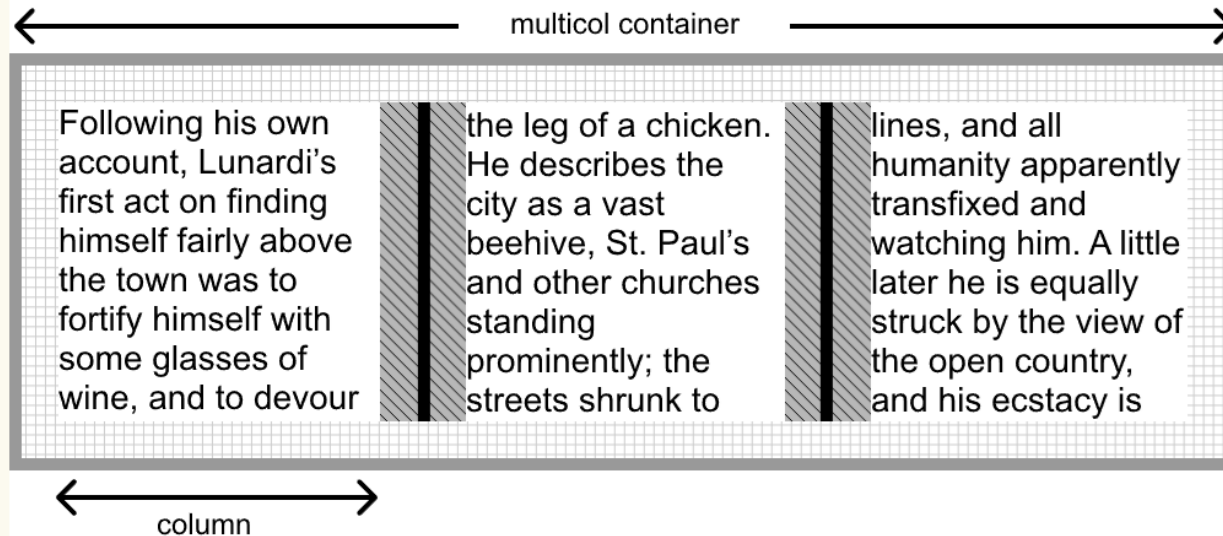 multicol container
Following his own
account, Lunardi’s
first act on finding
himself fairly above
the town was to
fortify himself with
some glasses of
wine, and to devour
the leg of a chicken.
He describes the
city as a vast
beehive, St. Paul’s
and other churches
standing
prominently; the
streets shrunk to
lines, and all
humanity apparently
transfixed and
watching him. A little
later he is equally
struck by the view of
the open country,
and his ecstacy is
column